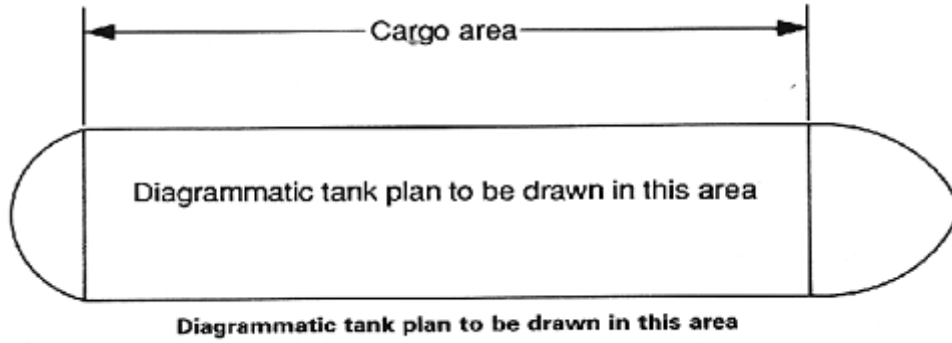 Cargo area
Diagrammatic tank plan to be drawn in this area
Diagrammatic tank plan to be drawn in this area